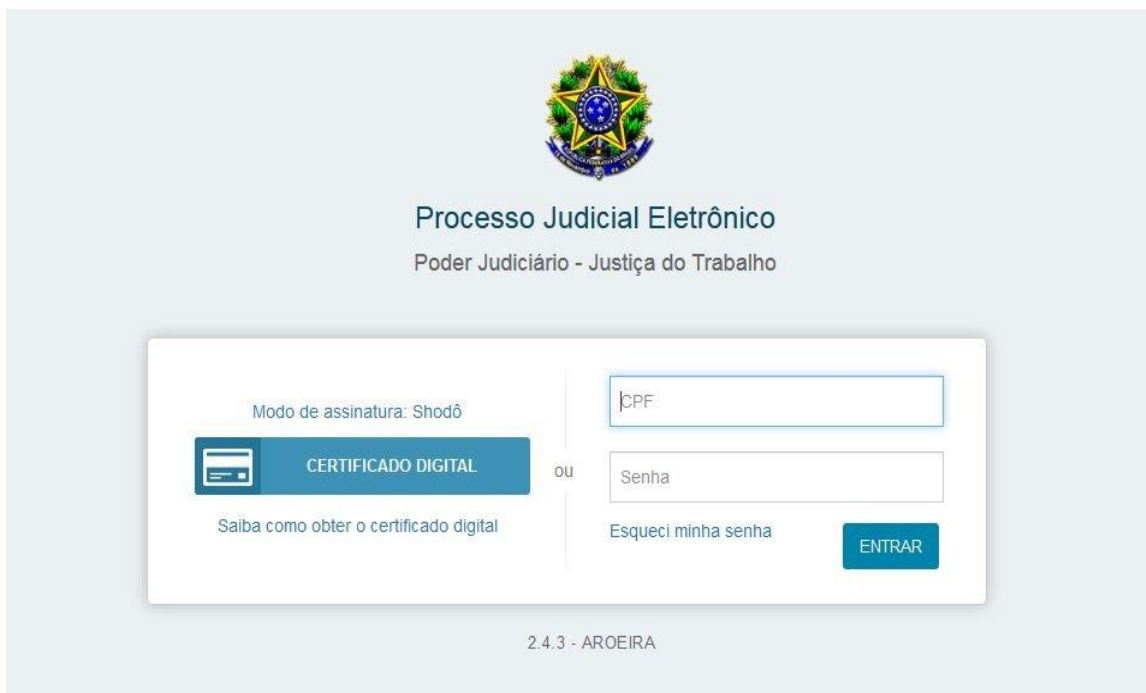 Processo Judicial Eletrônico
Poder Judiciário - Justiça do Trabalho
Modo de assinatura: Shodô
CERTIFICADO DIGITAL
Saiba como obter o certificado digital
ou
CPF
Senha
Esqueci minha senha
ENTRAR
2.4.3 - AROEIRA